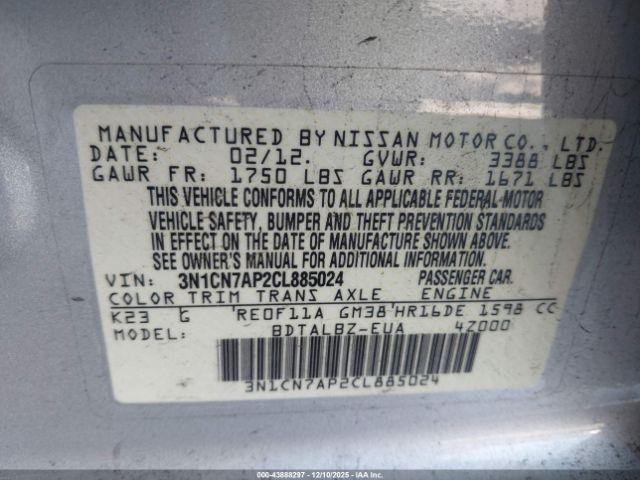 MANUFACTURED BY NISSAN MOTOR CO., LTD.
DATE: 02/12. GVWR: 3388 LBS
GAWR FR: 1750 LBS GAWR RR: 1671 LBS
THIS VEHICLE CONFORMS TO ALL APPLICABLE FEDERAL MOTOR
VEHICLE SAFETY, BUMPER AND THEFT PREVENTION STANDARDS
IN EFFECT ON THE DATE OF MANUFACTURE SHOWN ABOVE.
SEE OWNER'S MANUAL FOR ADDITIONAL INFORMATION.
VIN: 3N1CN7AP2CL885024 PASSENGER CAR.
COLOR TRIM TRANS AXLE ENGINE
K23 G RE0F11A GM38 HR16DE 1598 CC
MODEL: BDTALBZ-EUA 4Z000
3N1CN7AP2CL885024
000-43888297 - 12/10/2025 - IAAI.CA